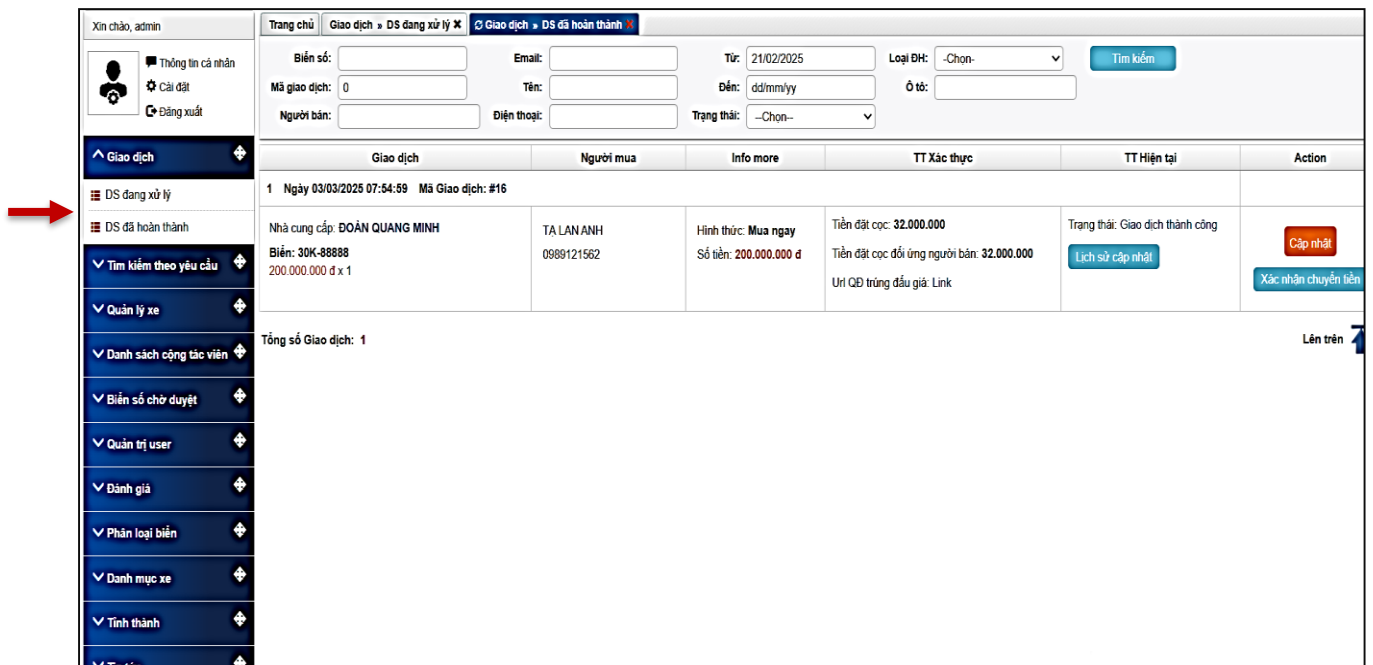 Xin chào, admin
Thông tin cá nhân
Cài đặt
Đăng xuất
Giao dịch
DS đang xử lý
DS đã hoàn thành
Tìm kiếm theo yêu cầu
Quản lý xe
Danh sách cộng tác viên
Biển số chờ duyệt
Quản trị user
Đánh giá
Phân loại biển
Danh mục xe
Tỉnh thành
Trang chủ Giao dịch » DS đang xử lý ✖ Giao dịch » DS đã hoàn thành ✖
Biển số: Email: Từ: 21/02/2025 Loại ĐH: -Chọn- Tìm kiếm
Mã giao dịch: 0 Tên: Đến: dd/mm/yy Ô tô:
Người bán: Điện thoại: Trạng thái: --Chọn--
Giao dịch Người mua Info more TT Xác thực TT Hiện tại Action
1 Ngày 03/03/2025 07:54:59 Mã Giao dịch: #16
Nhà cung cấp: ĐOÀN QUANG MINH
Biển: 30K-88888
200.000.000 đ x 1
TẠ LAN ANH
0989121562
Hình thức: Mua ngay
Số tiền: 200.000.000 đ
Tiền đặt cọc: 32.000.000
Tiền đặt cọc đối ứng người bán: 32.000.000
Url QĐ trúng đấu giá: Link
Trạng thái: Giao dịch thành công
Lịch sử cập nhật
Cập nhật
Xác nhận chuyển tiền
Tổng số Giao dịch: 1
Lên trên